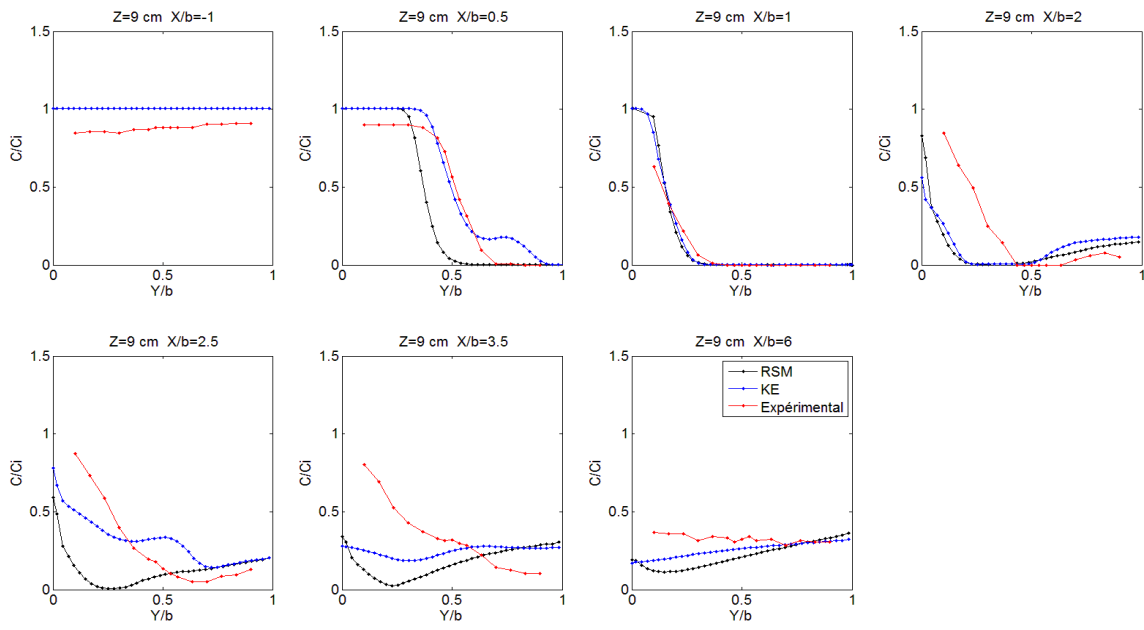 Z=9 cm X/b=-1
1.5
1
0.5
0
C/Ci
0
0.5
1
Y/b
Z=9 cm X/b=0.5
1.5
1
0.5
0
C/Ci
0
0.5
1
Y/b
Z=9 cm X/b=1
1.5
1
0.5
0
C/Ci
0
0.5
1
Y/b
Z=9 cm X/b=2
1.5
1
0.5
0
C/Ci
0
0.5
1
Y/b
Z=9 cm X/b=2.5
1.5
1
0.5
0
C/Ci
0
0.5
1
Y/b
Z=9 cm X/b=3.5
1.5
1
0.5
0
C/Ci
0
0.5
1
Y/b
Z=9 cm X/b=6
1.5
1
0.5
0
C/Ci
0
0.5
1
Y/b
RSM
KE
Expérimental